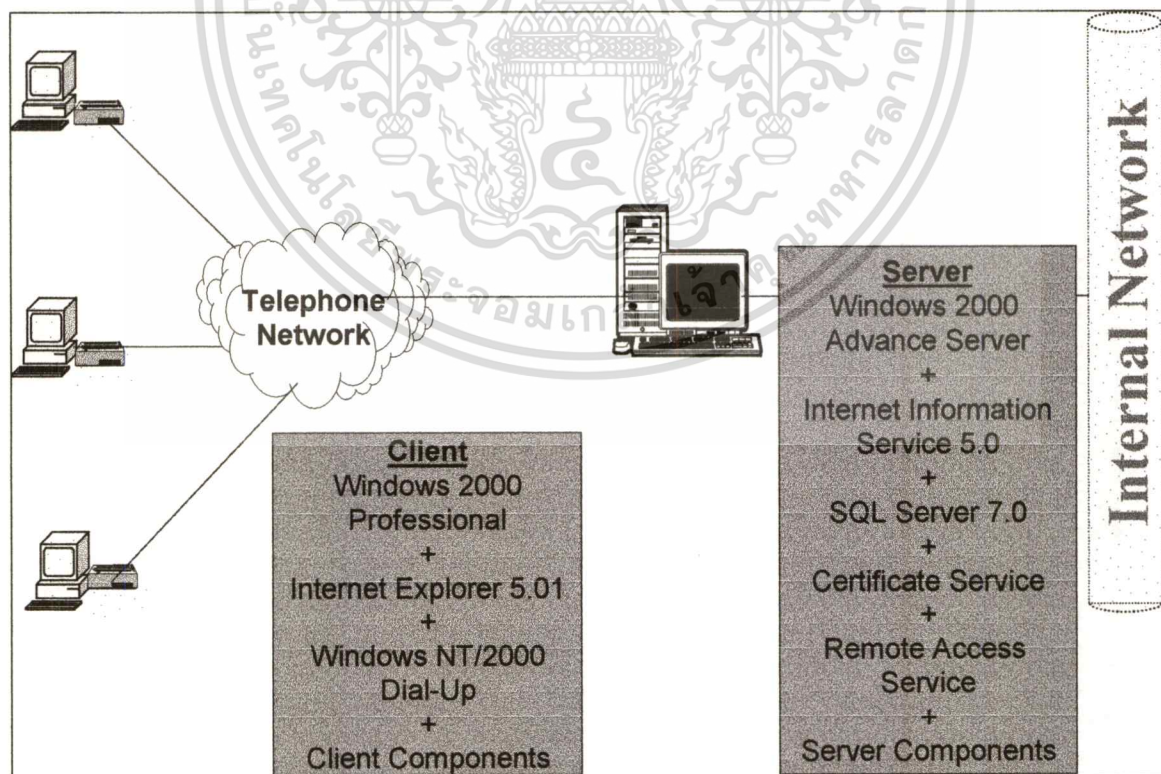 Telephone
Network
Client
Windows 2000
Professional
+
Internet Explorer 5.01
+
Windows NT/2000
Dial-Up
+
Client Components
Server
Windows 2000
Advance Server
+
Internet Information
Service 5.0
+
SQL Server 7.0
+
Certificate Service
+
Remote Access
Service
+
Server Components
Internal Network